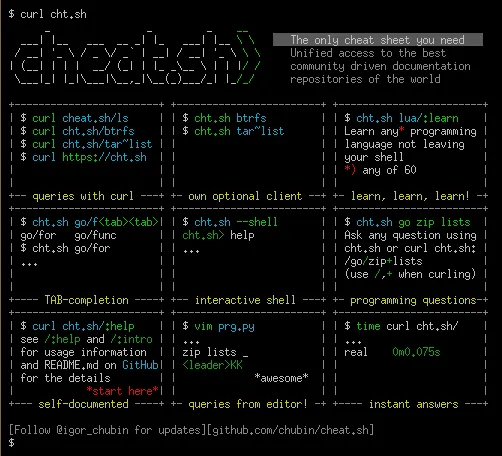 $ curl cht.sh
cheat.sh
The only cheat sheet you need
Unified access to the best
community driven documentation
repositories of the world
$ curl cheat.sh/ls
$ curl cht.sh/btrfs
$ curl cht.sh/tar~list
$ curl https://cht.sh
queries with curl
$ cht.sh btrfs
$ cht.sh tar~list
own optional client
$ cht.sh lua/:learn
Learn any* programming
language not leaving
your shell
*) any of 60
learn, learn, learn!
$ cht.sh go/f<tab><tab>
go/for   go/func
$ cht.sh go/for
...
TAB-completion
$ cht.sh --shell
cht.sh> help
...
interactive shell
$ cht.sh go zip lists
Ask any question using
cht.sh or curl cht.sh:
/go/zip+lists
(use /,+ when curling)
programming questions
$ curl cht.sh/:help
see /:help and /:intro
for usage information
and README.md on GitHub
for the details
*start here*
self-documented
$ vim prg.py
...
zip lists _
<leader>KK
*awesome*
queries from editor!
$ time curl cht.sh/
...
real    0m0.075s
instant answers
[Follow @igor_chubin for updates][github.com/chubin/cheat.sh]
$